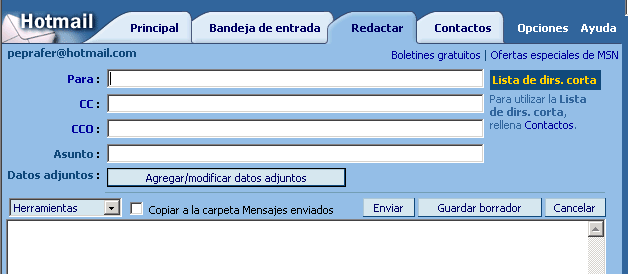 Hotmail
Principal
Bandeja de entrada
Redactar
Contactos
Opciones
Ayuda
peprafer@hotmail.com
Boletines gratuitos | Ofertas especiales de MSN
Para :
Lista de dirs. corta
Para utilizar la Lista
de dirs. corta,
rellena Contactos.
CC :
CCO :
Asunto :
Datos adjuntos :
Agregar/modificar datos adjuntos
Herramientas
Copiar a la carpeta Mensajes enviados
Enviar
Guardar borrador
Cancelar